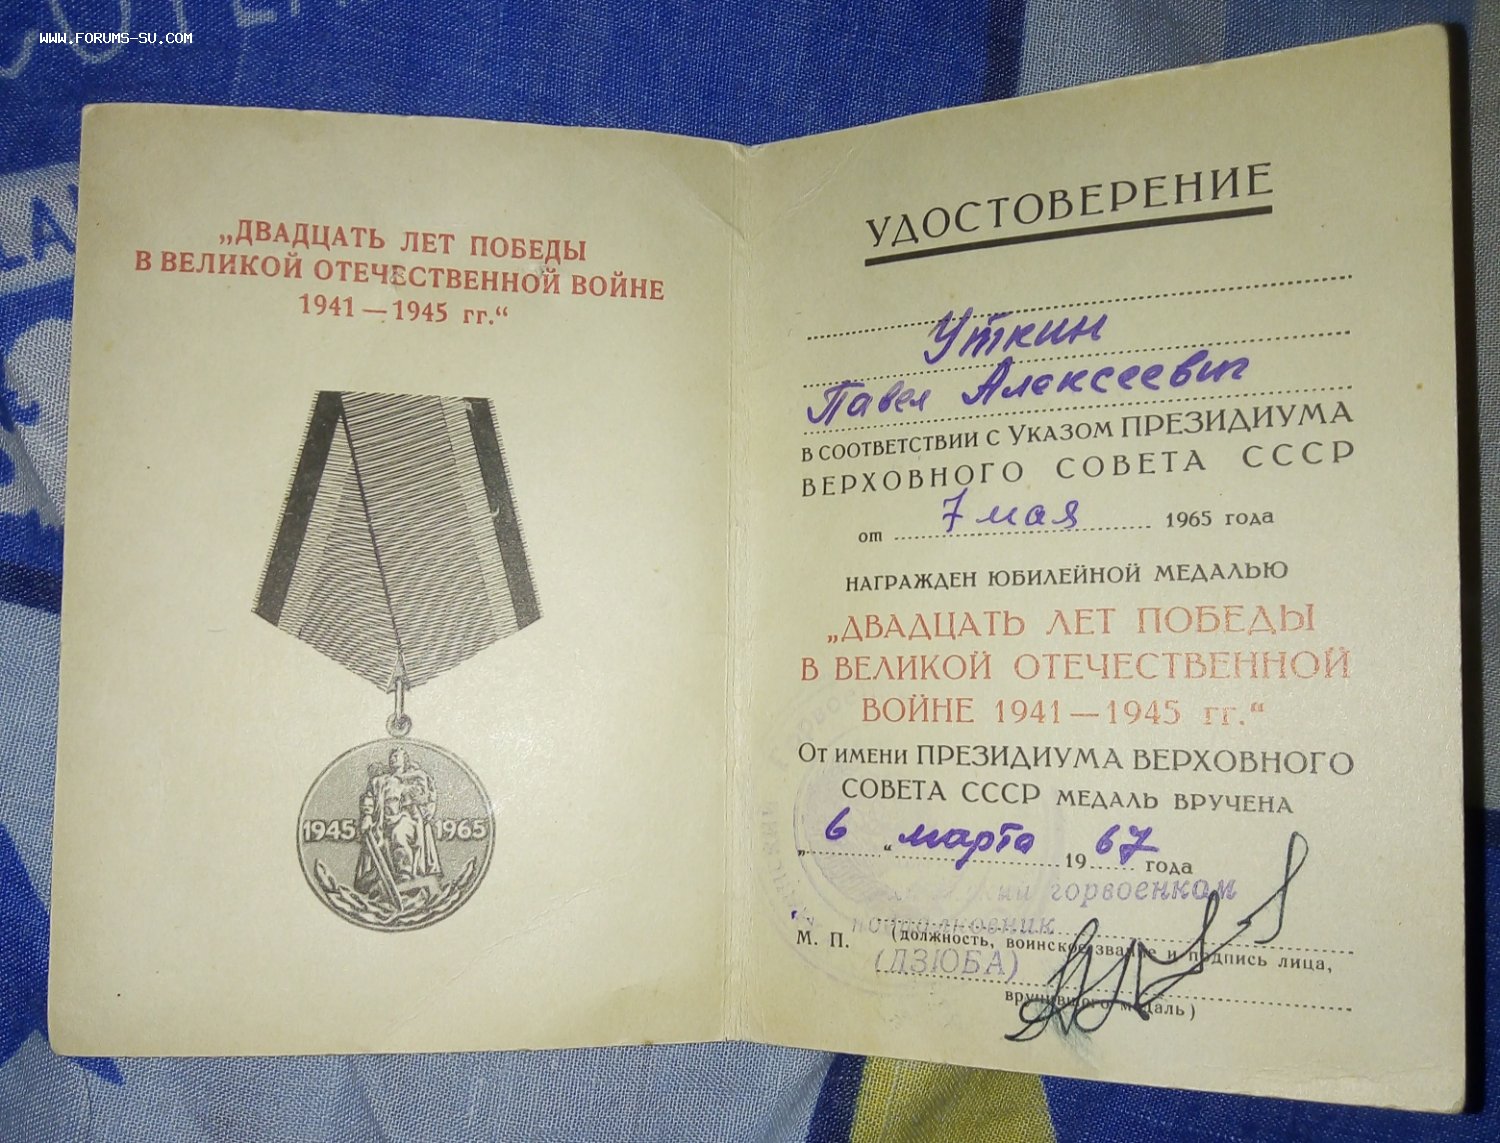 WWW.FORUMS-SU.COM
„ДВАДЦАТЬ ЛЕТ ПОБЕДЫ
В ВЕЛИКОЙ ОТЕЧЕСТВЕННОЙ ВОЙНЕ
1941—1945 гг.“
1945 1965
УДОСТОВЕРЕНИЕ
Уткин
Павел Алексеевич
В СООТВЕТСТВИИ С УКАЗОМ ПРЕЗИДИУМА
ВЕРХОВНОГО СОВЕТА СССР
от 7 мая 1965 года
НАГРАЖДЕН ЮБИЛЕЙНОЙ МЕДАЛЬЮ
„ДВАДЦАТЬ ЛЕТ ПОБЕДЫ
В ВЕЛИКОЙ ОТЕЧЕСТВЕННОЙ
ВОЙНЕ 1941—1945 гг.“
ОТ ИМЕНИ ПРЕЗИДИУМА ВЕРХОВНОГО
СОВЕТА СССР МЕДАЛЬ ВРУЧЕНА
„6“ марта 1967 года
горвоенком
подполковник
М. П. (должность, воинское звание и подпись лица,
(ДЗЮБА)
вручившего медаль)